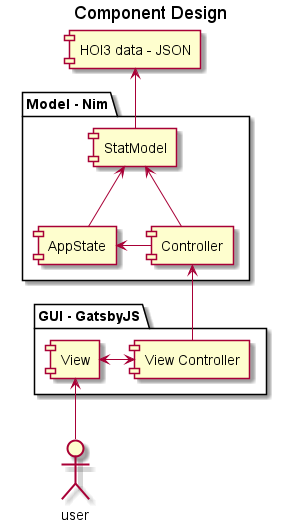 Component Design
HOI3 data - JSON
Model - Nim
StatModel
AppState
Controller
GUI - GatsbyJS
View
View Controller
user